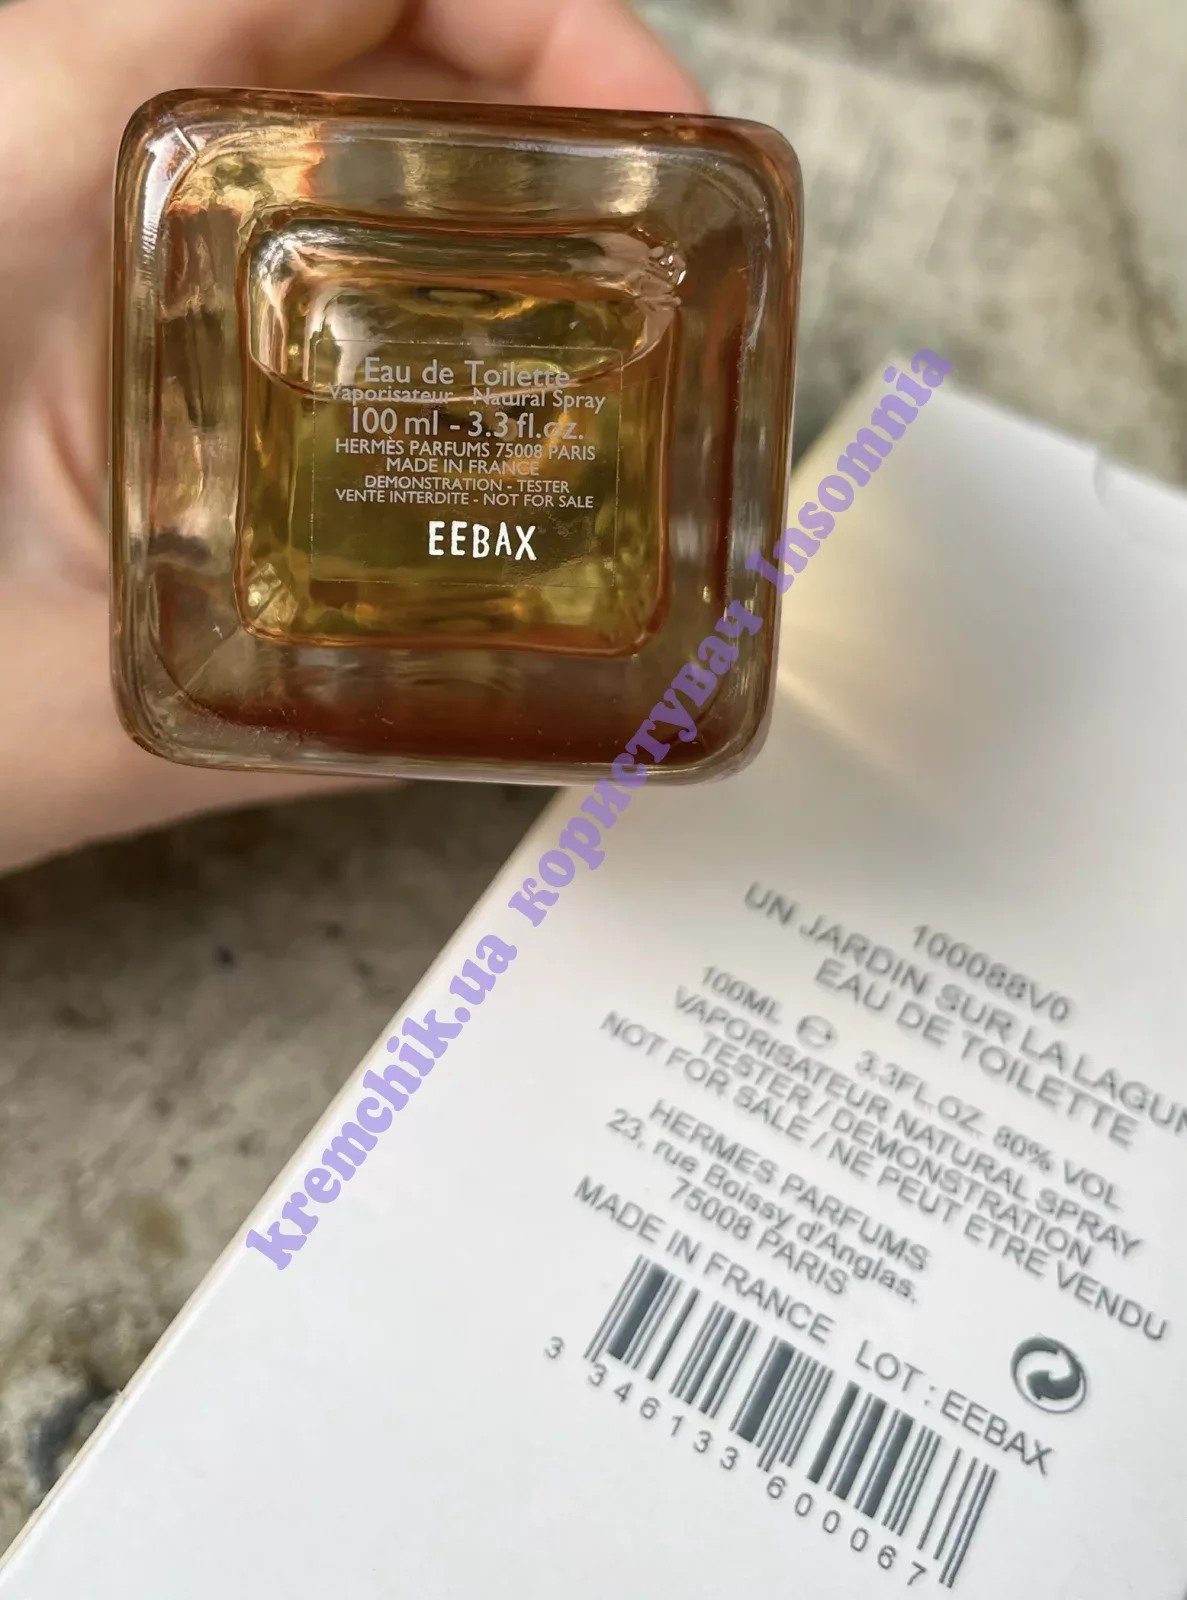 Eau de Toilette
Vaporisateur - Natural Spray
100 ml - 3.3 fl.oz.
HERMÈS PARFUMS 75008 PARIS
MADE IN FRANCE
DEMONSTRATION - TESTER
VENTE INTERDITE - NOT FOR SALE
EEBAX
kremchik.ua користувач Insomnia
100088V0
UN JARDIN SUR LA LAGUN
EAU DE TOILETTE
100ML ℮ 3.3FL.OZ. 80% VOL
VAPORISATEUR NATURAL SPRAY
TESTER / DEMONSTRATION
NOT FOR SALE / NE PEUT ETRE VENDU
HERMES PARFUMS
23, rue Boissy d'Anglas,
75008 PARIS
MADE IN FRANCE LOT : EEBAX
3 346133 600067